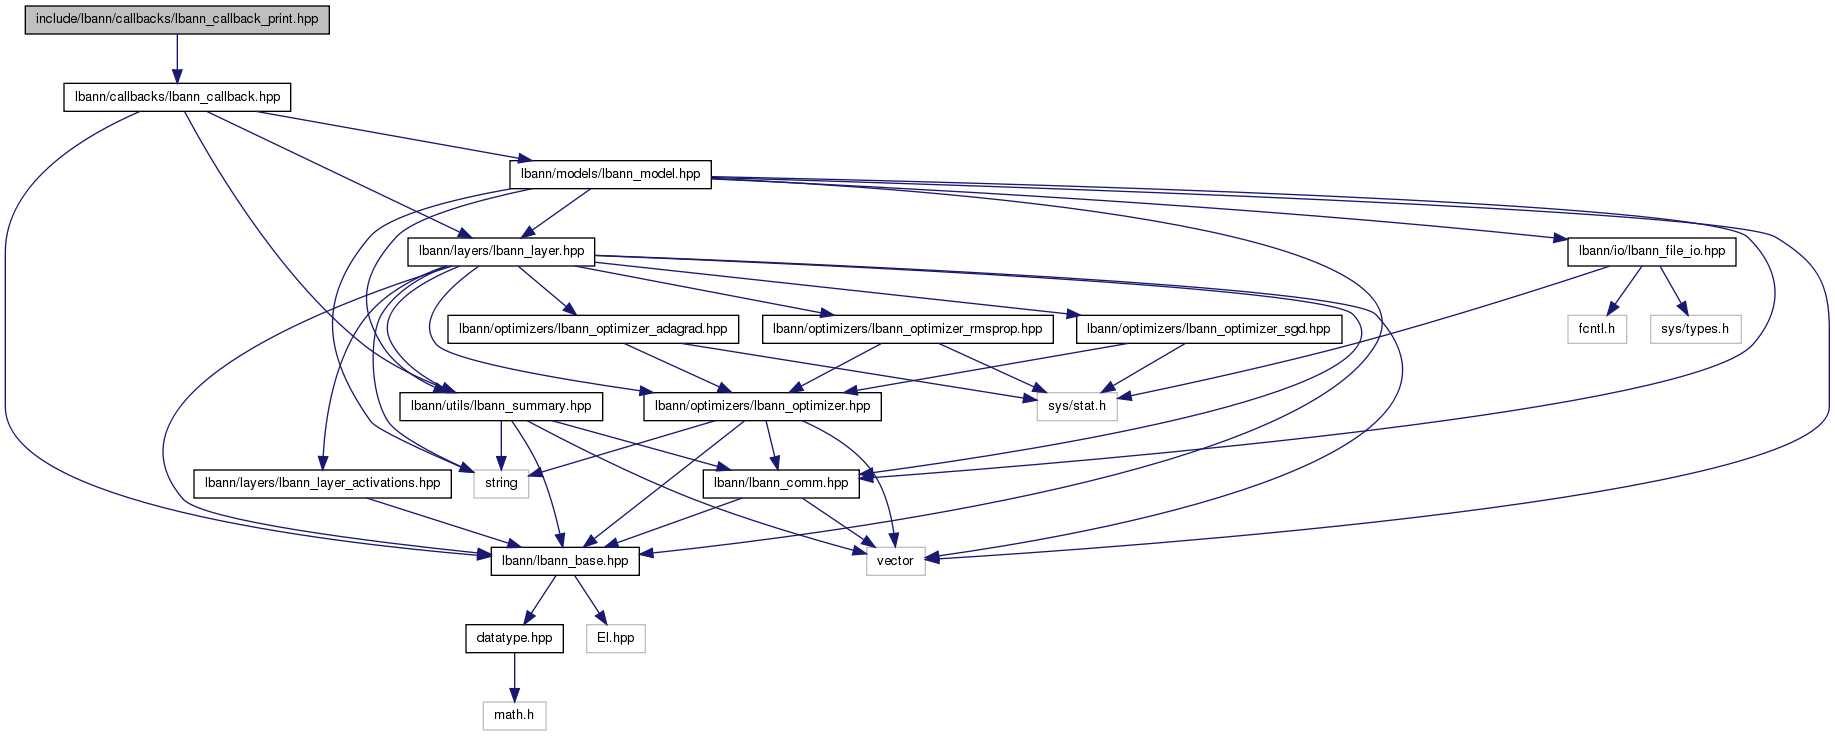 include/lbann/callbacks/lbann_callback_print.hpp
lbann/callbacks/lbann_callback.hpp
lbann/models/lbann_model.hpp
lbann/layers/lbann_layer.hpp
lbann/io/lbann_file_io.hpp
lbann/optimizers/lbann_optimizer_adagrad.hpp
lbann/optimizers/lbann_optimizer_rmsprop.hpp
lbann/optimizers/lbann_optimizer_sgd.hpp
fcntl.h
sys/types.h
lbann/utils/lbann_summary.hpp
lbann/optimizers/lbann_optimizer.hpp
sys/stat.h
lbann/layers/lbann_layer_activations.hpp
string
lbann/lbann_comm.hpp
lbann/lbann_base.hpp
vector
datatype.hpp
El.hpp
math.h